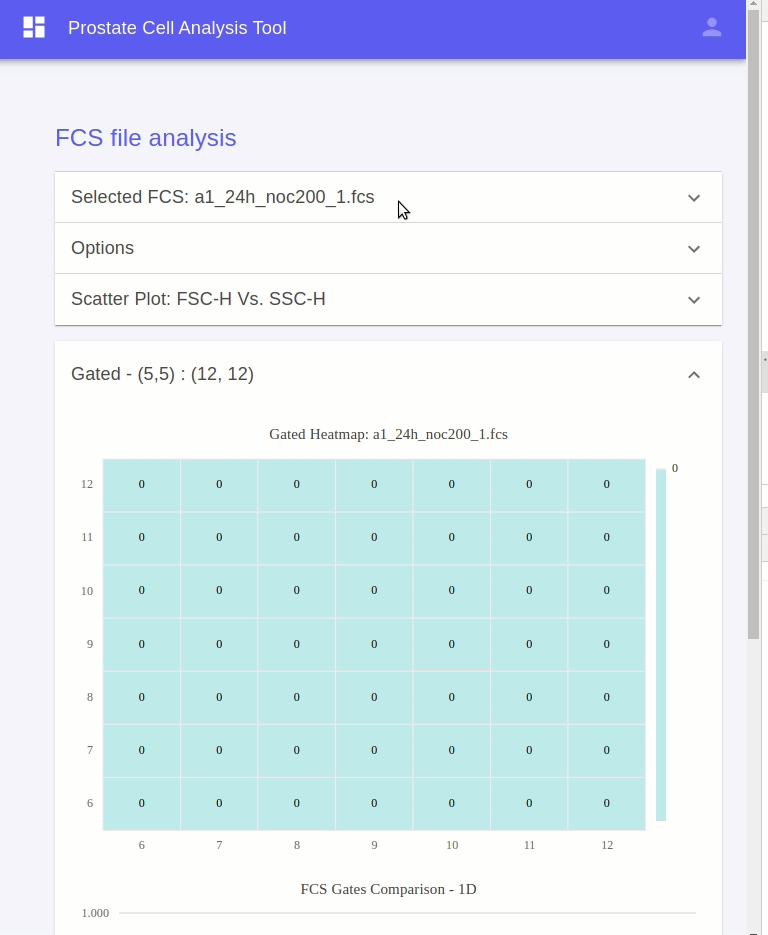 Prostate Cell Analysis Tool
FCS file analysis
Selected FCS: a1_24h_noc200_1.fcs
Options
Scatter Plot: FSC-H Vs. SSC-H
Gated - (5,5) : (12, 12)
Gated Heatmap: a1_24h_noc200_1.fcs
0
12 0 0 0 0 0 0 0
11 0 0 0 0 0 0 0
10 0 0 0 0 0 0 0
9 0 0 0 0 0 0 0
8 0 0 0 0 0 0 0
7 0 0 0 0 0 0 0
6 0 0 0 0 0 0 0
6 7 8 9 10 11 12
FCS Gates Comparison - 1D
1.000